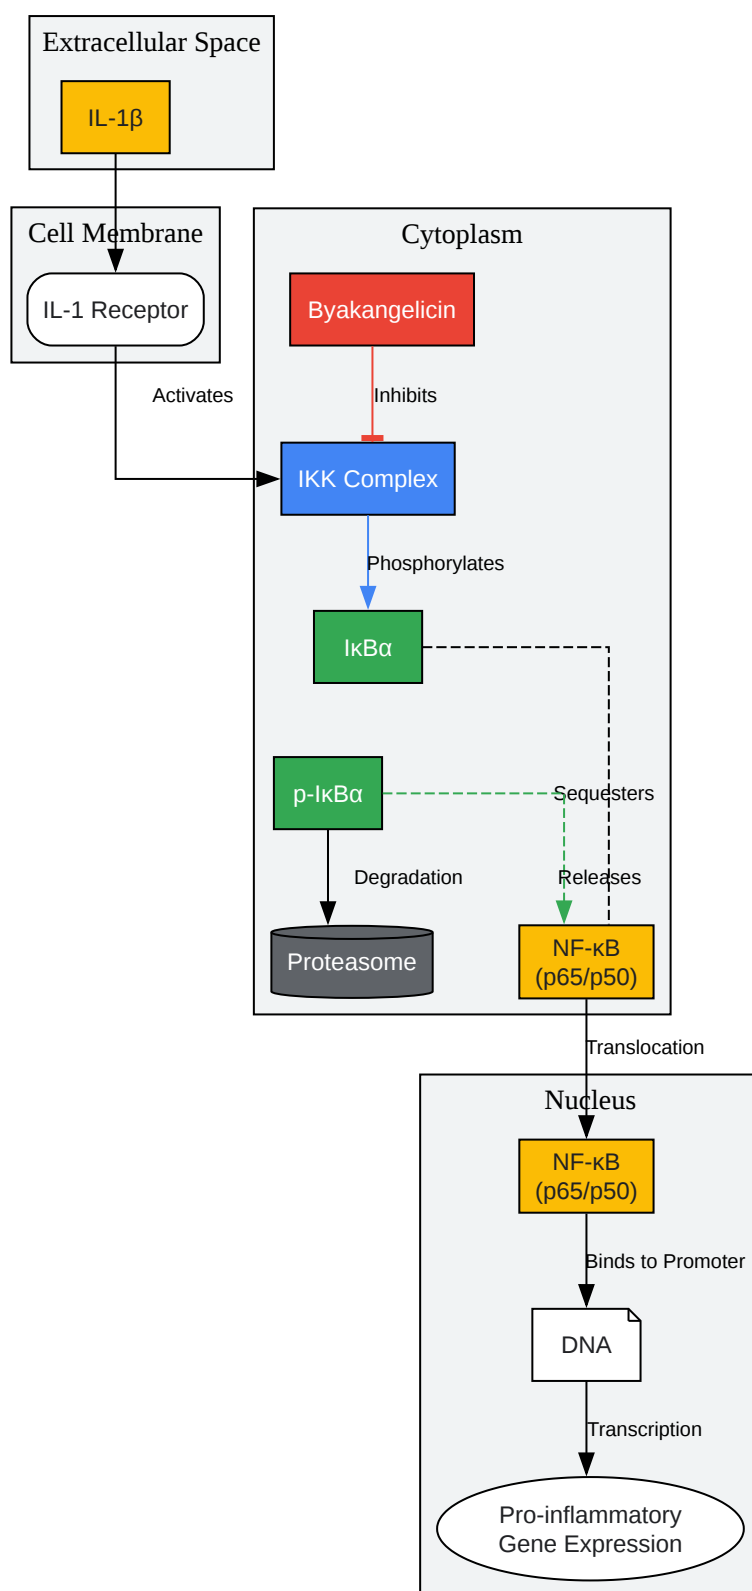 Extracellular Space
IL-1β
Cell Membrane
IL-1 Receptor
Activates
Cytoplasm
Byakangelicin
Inhibits
IKK Complex
Phosphorylates
IκBα
p-IκBα
Sequesters
Degradation
Releases
Proteasome
NF-κB
(p65/p50)
Translocation
Nucleus
NF-κB
(p65/p50)
Binds to Promoter
DNA
Transcription
Pro-inflammatory
Gene Expression